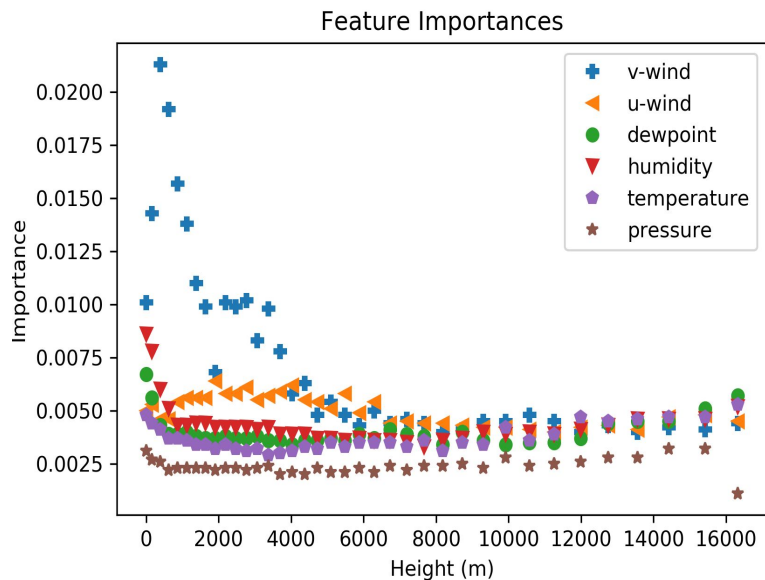 Feature Importances
Importance
0.0200
0.0175
0.0150
0.0125
0.0100
0.0075
0.0050
0.0025
v-wind
u-wind
dewpoint
humidity
temperature
pressure
0 2000 4000 6000 8000 10000 12000 14000 16000
Height (m)